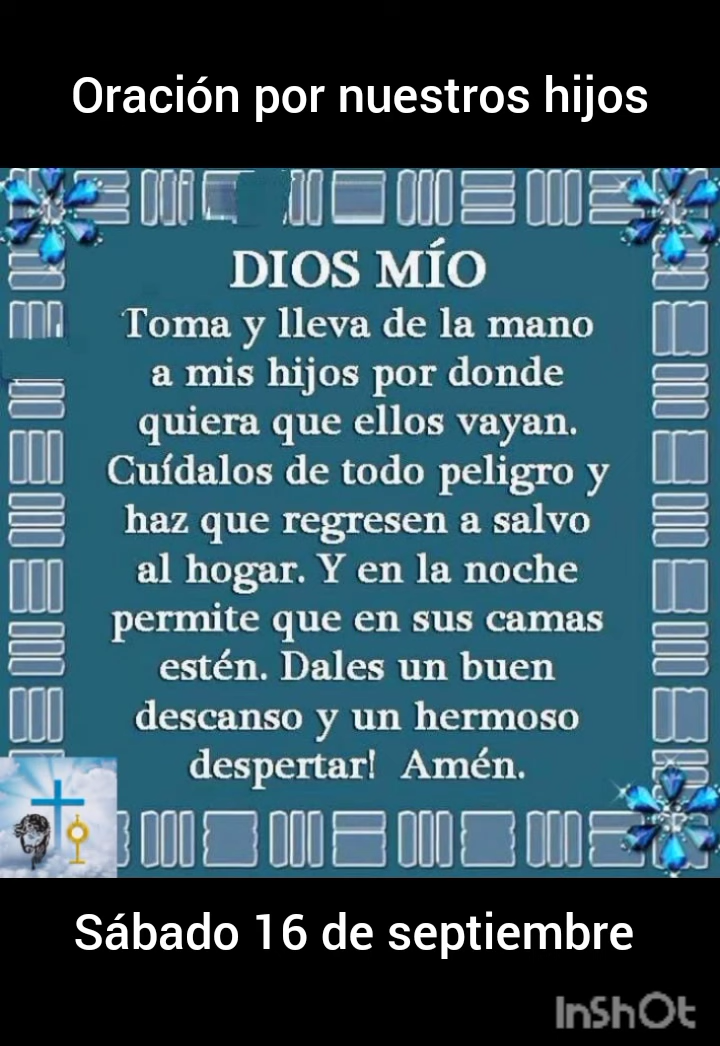 Oración por nuestros hijos
DIOS MÍO
Toma y lleva de la mano
a mis hijos por donde
quiera que ellos vayan.
Cuídalos de todo peligro y
haz que regresen a salvo
al hogar. Y en la noche
permite que en sus camas
estén. Dales un buen
descanso y un hermoso
despertar! Amén.
Sábado 16 de septiembre
InShOt